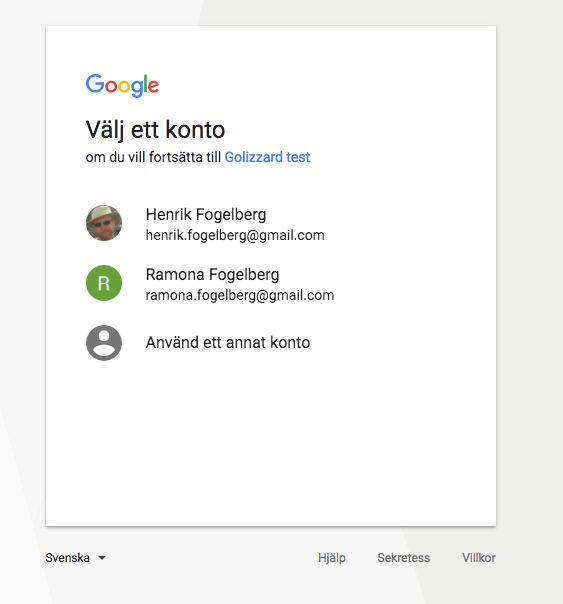 Google
Välj ett konto
om du vill fortsätta till Golizzard test
Henrik Fogelberg
henrik.fogelberg@gmail.com
R
Ramona Fogelberg
ramona.fogelberg@gmail.com
Använd ett annat konto
Svenska
Hjälp Sekretess Villkor